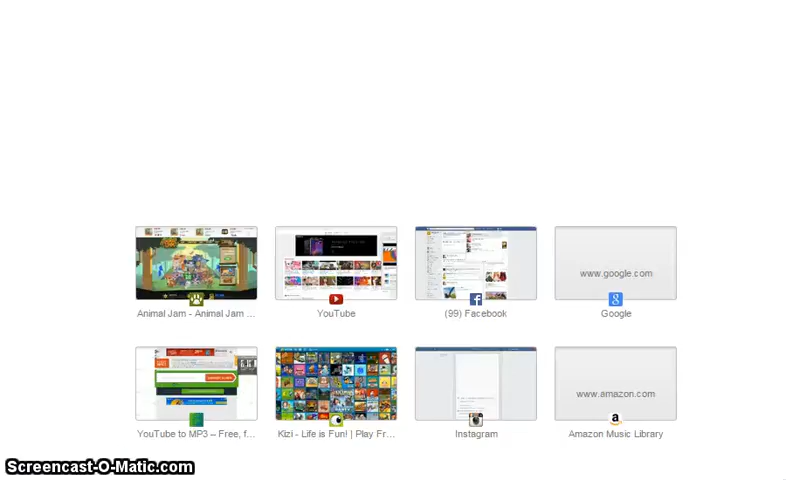 www.google.com
Animal Jam - Animal Jam ...
YouTube
(99) Facebook
Google
www.amazon.com
YouTube to MP3 – Free, f...
Kizi - Life is Fun! | Play Fr...
Instagram
Amazon Music Library
Screencast-O-Matic.com